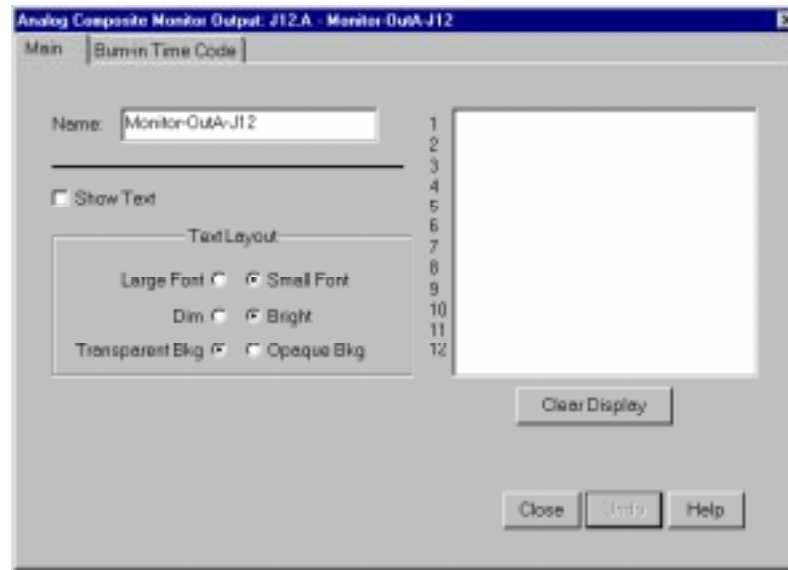 Analog Composite Monitor Output: J12.A - Monitor-OutA-J12
Main Burn-in Time Code
Name: Monitor-OutA-J12
Show Text
Text Layout
Large Font Small Font
Dim Bright
Transparent Bkg Opaque Bkg
1
2
3
4
5
6
7
8
9
10
11
12
Clear Display
Close Undo Help